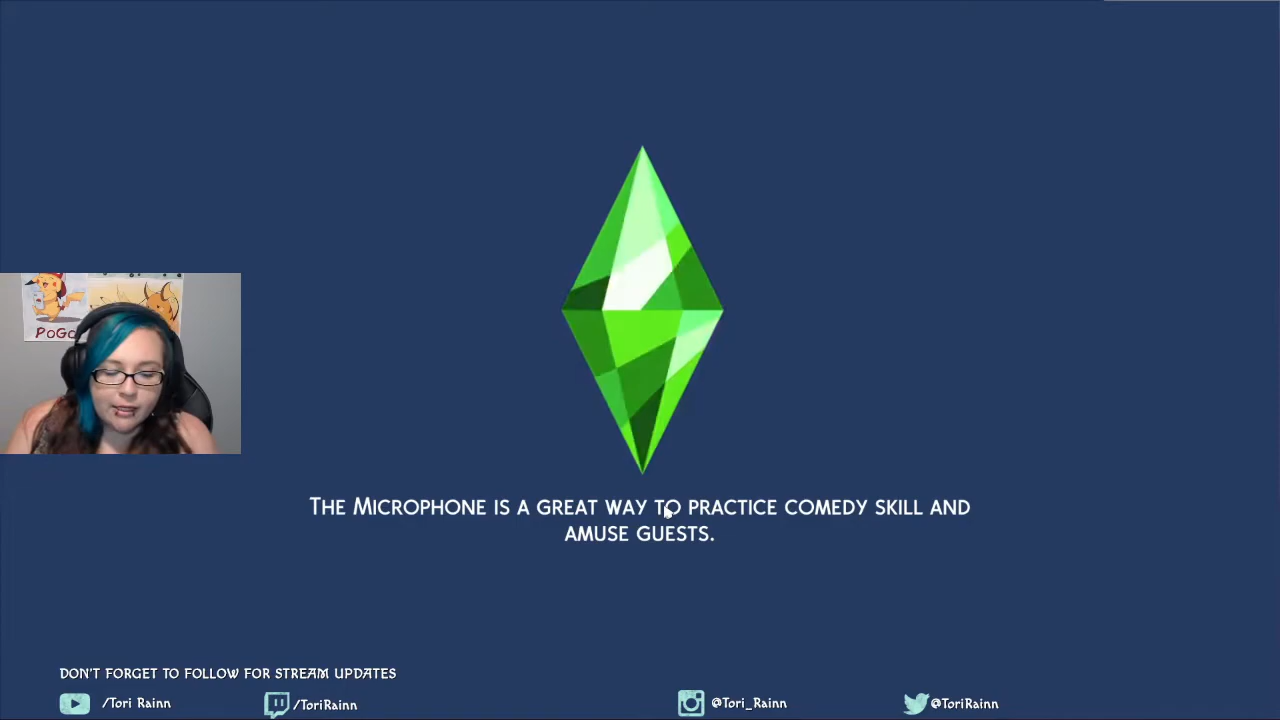 PoGo
The Microphone is a great way to practice comedy skill and
amuse guests.
DON'T FORGET TO FOLLOW FOR STREAM UPDATES
/Tori Rainn
/ToriRainn
@Tori_Rainn
@ToriRainn